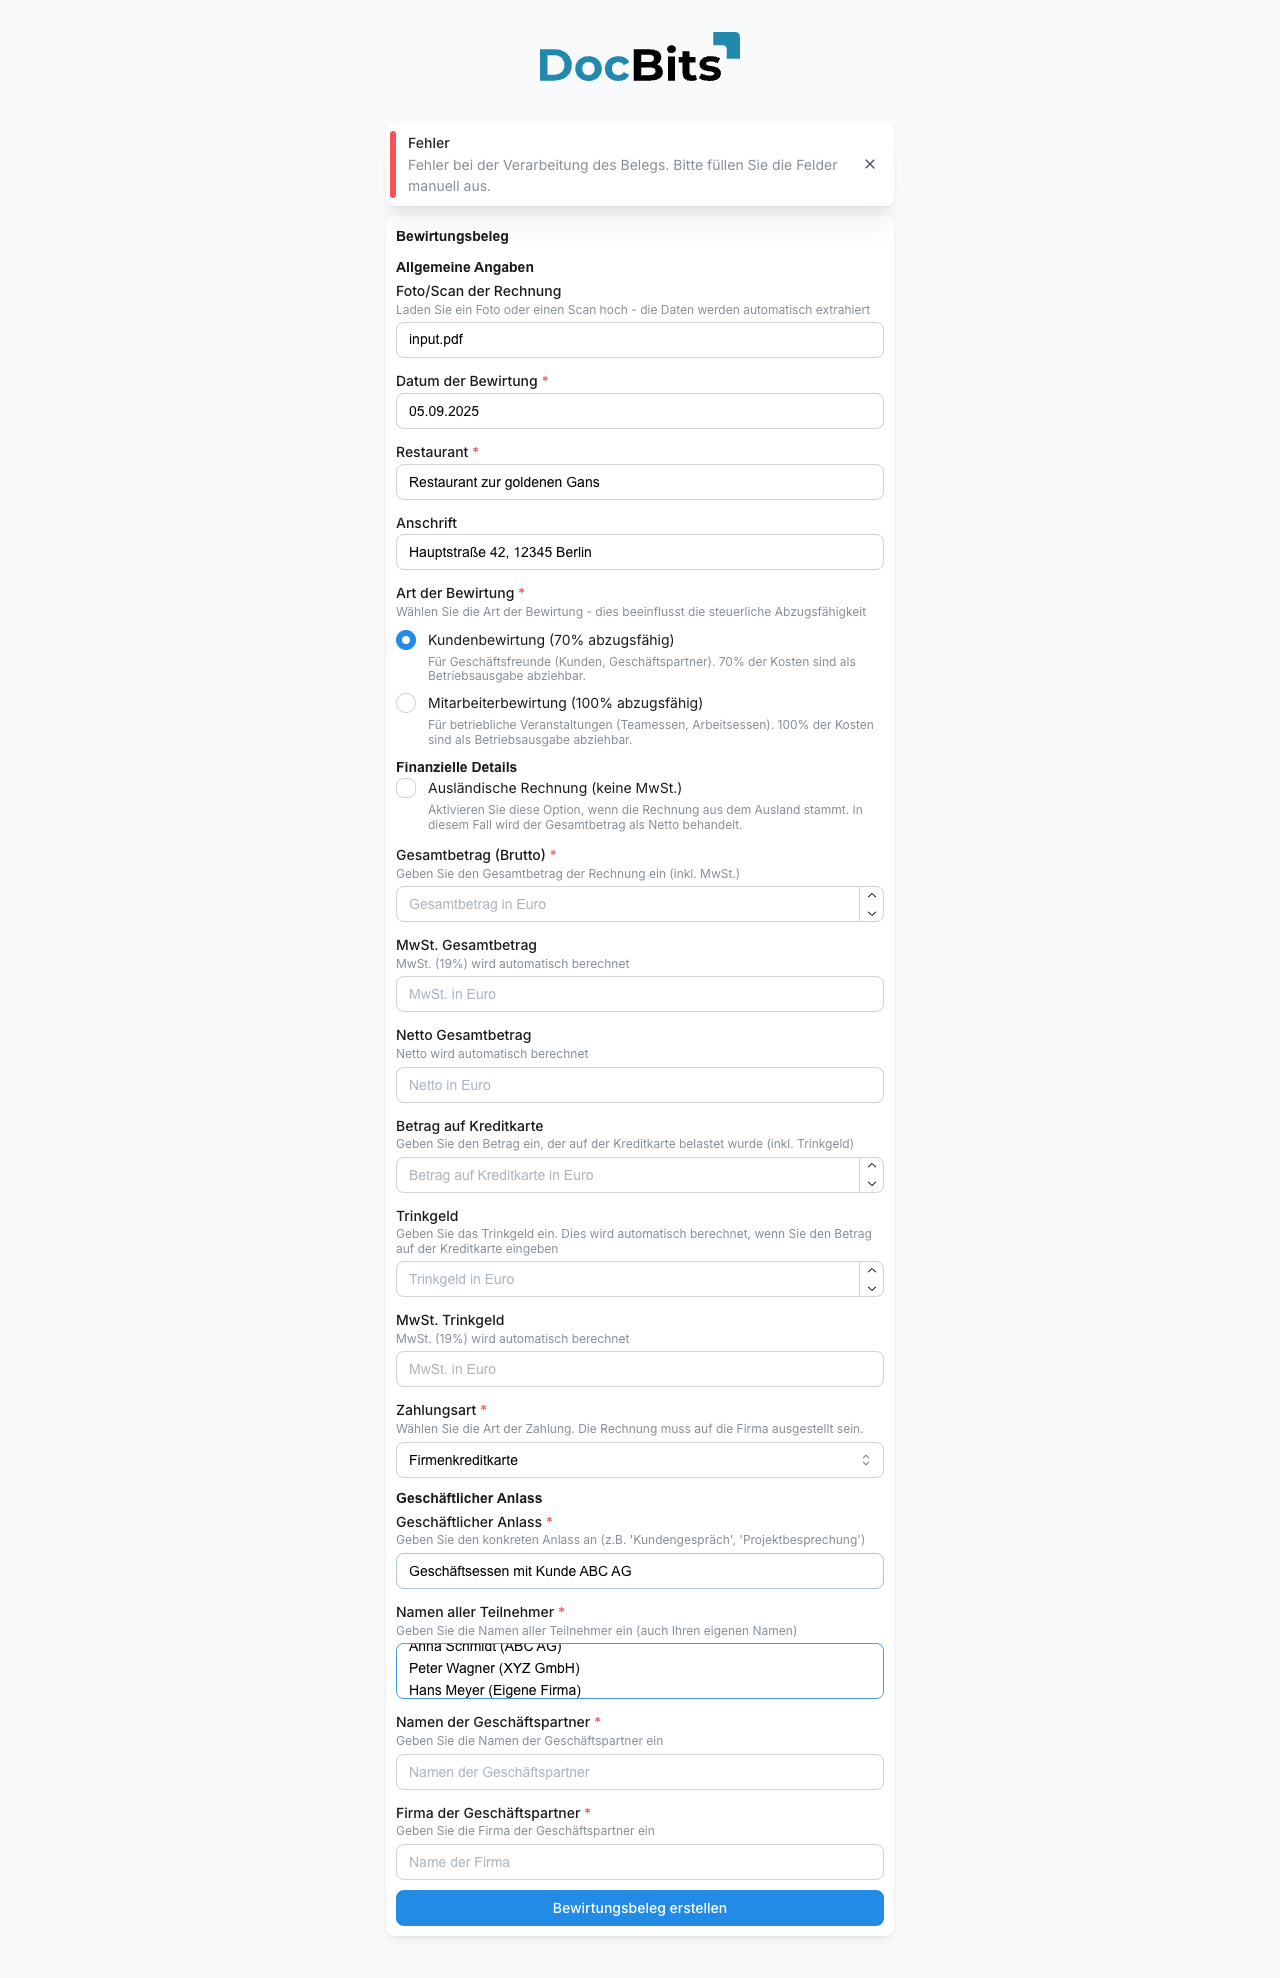 DocBits
Fehler
Fehler bei der Verarbeitung des Belegs. Bitte füllen Sie die Felder
manuell aus.
Bewirtungsbeleg
Allgemeine Angaben
Foto/Scan der Rechnung
Laden Sie ein Foto oder einen Scan hoch - die Daten werden automatisch extrahiert
input.pdf
Datum der Bewirtung *
05.09.2025
Restaurant *
Restaurant zur goldenen Gans
Anschrift
Hauptstraße 42, 12345 Berlin
Art der Bewirtung *
Wählen Sie die Art der Bewirtung - dies beeinflusst die steuerliche Abzugsfähigkeit
Kundenbewirtung (70% abzugsfähig)
Für Geschäftsfreunde (Kunden, Geschäftspartner). 70% der Kosten sind als
Betriebsausgabe abziehbar.
Mitarbeiterbewirtung (100% abzugsfähig)
Für betriebliche Veranstaltungen (Teamessen, Arbeitsessen). 100% der Kosten
sind als Betriebsausgabe abziehbar.
Finanzielle Details
Ausländische Rechnung (keine MwSt.)
Aktivieren Sie diese Option, wenn die Rechnung aus dem Ausland stammt. In
diesem Fall wird der Gesamtbetrag als Netto behandelt.
Gesamtbetrag (Brutto) *
Geben Sie den Gesamtbetrag der Rechnung ein (inkl. MwSt.)
Gesamtbetrag in Euro
MwSt. Gesamtbetrag
MwSt. (19%) wird automatisch berechnet
MwSt. in Euro
Netto Gesamtbetrag
Netto wird automatisch berechnet
Netto in Euro
Betrag auf Kreditkarte
Geben Sie den Betrag ein, der auf der Kreditkarte belastet wurde (inkl. Trinkgeld)
Betrag auf Kreditkarte in Euro
Trinkgeld
Geben Sie das Trinkgeld ein. Dies wird automatisch berechnet, wenn Sie den Betrag
auf der Kreditkarte eingeben
Trinkgeld in Euro
MwSt. Trinkgeld
MwSt. (19%) wird automatisch berechnet
MwSt. in Euro
Zahlungsart *
Wählen Sie die Art der Zahlung. Die Rechnung muss auf die Firma ausgestellt sein.
Firmenkreditkarte
Geschäftlicher Anlass
Geschäftlicher Anlass *
Geben Sie den konkreten Anlass an (z.B. 'Kundengespräch', 'Projektbesprechung')
Geschäftsessen mit Kunde ABC AG
Namen aller Teilnehmer *
Geben Sie die Namen aller Teilnehmer ein (auch Ihren eigenen Namen)
Anna Schmidt (ABC AG)
Peter Wagner (XYZ GmbH)
Hans Meyer (Eigene Firma)
Namen der Geschäftspartner *
Geben Sie die Namen der Geschäftspartner ein
Namen der Geschäftspartner
Firma der Geschäftspartner *
Geben Sie die Firma der Geschäftspartner ein
Name der Firma
Bewirtungsbeleg erstellen